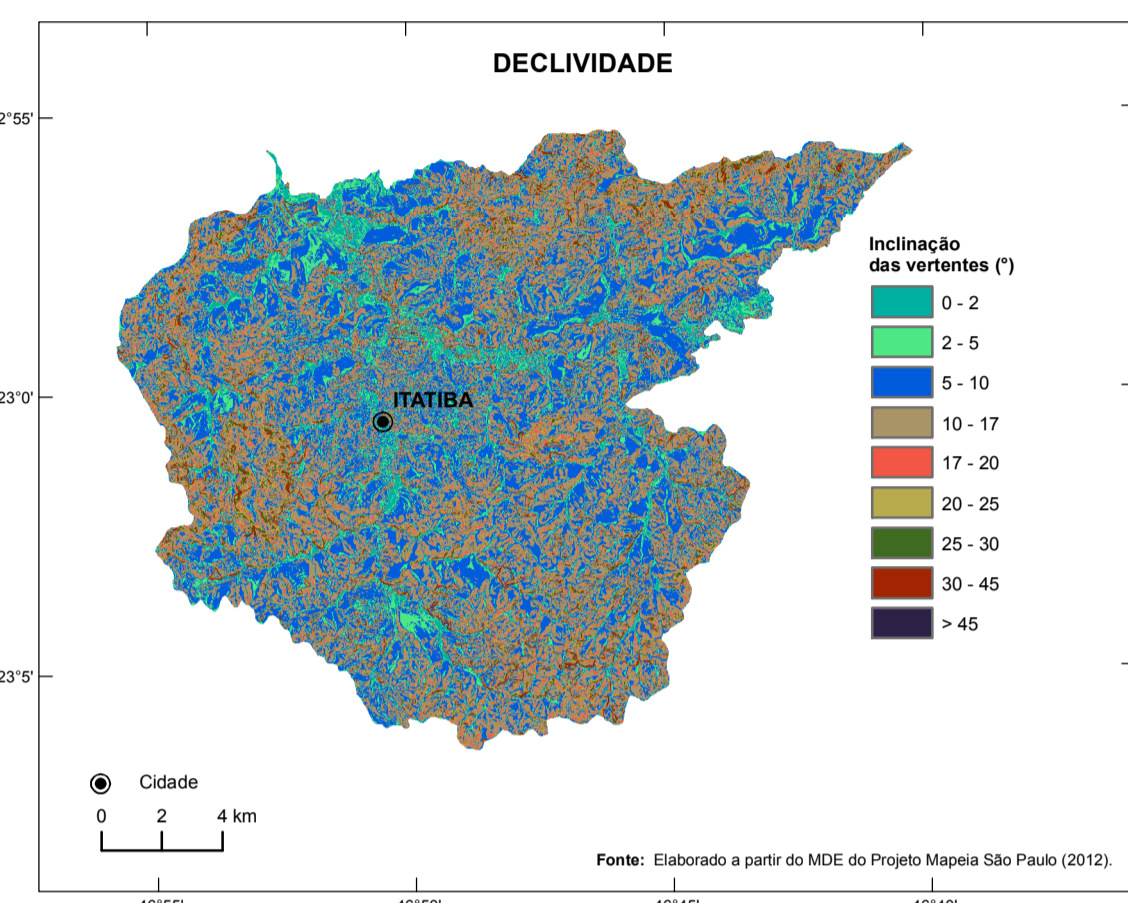 DECLIVIDADE
2°55'
Inclinação
das vertentes (°)
0 - 2
2 - 5
5 - 10
23°0'
ITATIBA
10 - 17
17 - 20
20 - 25
25 - 30
30 - 45
> 45
23°5'
Cidade
0 2 4 km
Fonte: Elaborado a partir do MDE do Projeto Mapeia São Paulo (2012).